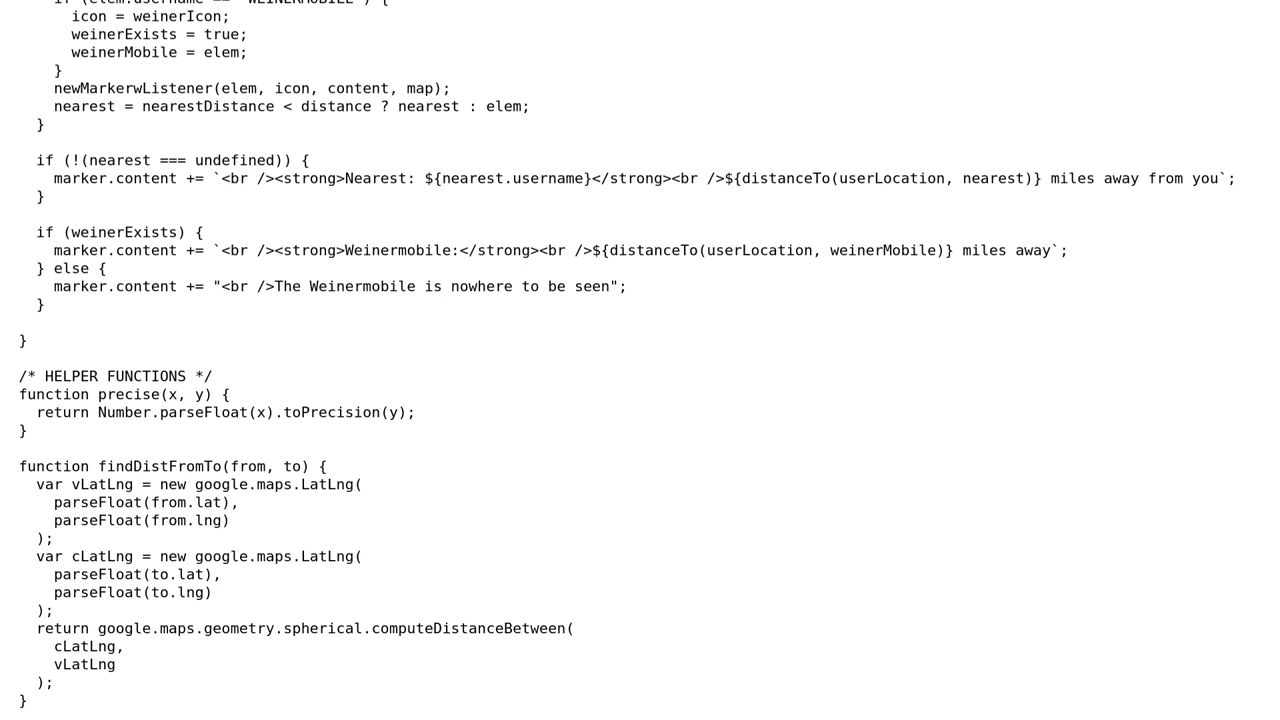 if (elem.username == "WEINERMOBILE") {
      icon = weinerIcon;
      weinerExists = true;
      weinerMobile = elem;
    }
    newMarkerwListener(elem, icon, content, map);
    nearest = nearestDistance < distance ? nearest : elem;
  }

  if (!(nearest === undefined)) {
    marker.content += `<br /><strong>Nearest: ${nearest.username}</strong><br />${distanceTo(userLocation, nearest)} miles away from you`;
  }

  if (weinerExists) {
    marker.content += `<br /><strong>Weinermobile:</strong><br />${distanceTo(userLocation, weinerMobile)} miles away`;
  } else {
    marker.content += "<br />The Weinermobile is nowhere to be seen";
  }

}

/* HELPER FUNCTIONS */
function precise(x, y) {
  return Number.parseFloat(x).toPrecision(y);
}

function findDistFromTo(from, to) {
  var vLatLng = new google.maps.LatLng(
    parseFloat(from.lat),
    parseFloat(from.lng)
  );
  var cLatLng = new google.maps.LatLng(
    parseFloat(to.lat),
    parseFloat(to.lng)
  );
  return google.maps.geometry.spherical.computeDistanceBetween(
    cLatLng,
    vLatLng
  );
}